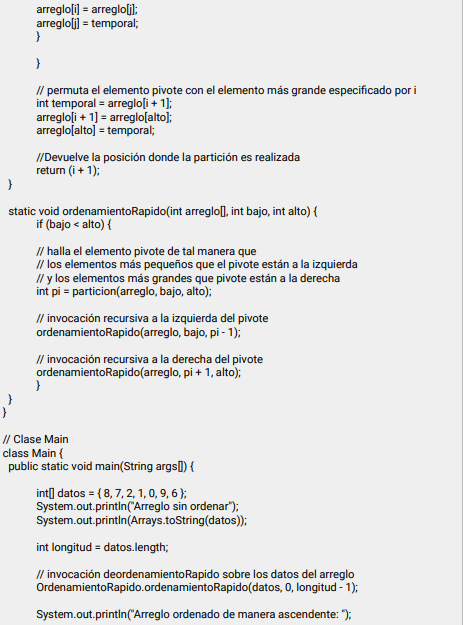 arreglo[i] = arreglo[j];
arreglo[j] = temporal;
}
}
// permuta el elemento pivote con el elemento más grande especificado por i
int temporal = arreglo[i + 1];
arreglo[i + 1] = arreglo[alto];
arreglo[alto] = temporal;
//Devuelve la posición donde la partición es realizada
return (i + 1);
}
static void ordenamientoRapido(int arreglo[], int bajo, int alto) {
if (bajo < alto) {
// halla el elemento pivote de tal manera que
// los elementos más pequeños que el pivote están a la izquierda
// y los elementos más grandes que pivote están a la derecha
int pi = particion(arreglo, bajo, alto);
// invocación recursiva a la izquierda del pivote
ordenamientoRapido(arreglo, bajo, pi - 1);
// invocación recursiva a la derecha del pivote
ordenamientoRapido(arreglo, pi + 1, alto);
}
}
}
// Clase Main
class Main {
public static void main(String args[]) {
int[] datos = { 8, 7, 2, 1, 0, 9, 6 };
System.out.println("Arreglo sin ordenar");
System.out.println(Arrays.toString(datos));
int longitud = datos.length;
// invocación deordenamientoRapido sobre los datos del arreglo
OrdenamientoRapido.ordenamientoRapido(datos, 0, longitud - 1);
System.out.println("Arreglo ordenado de manera ascendente: ");